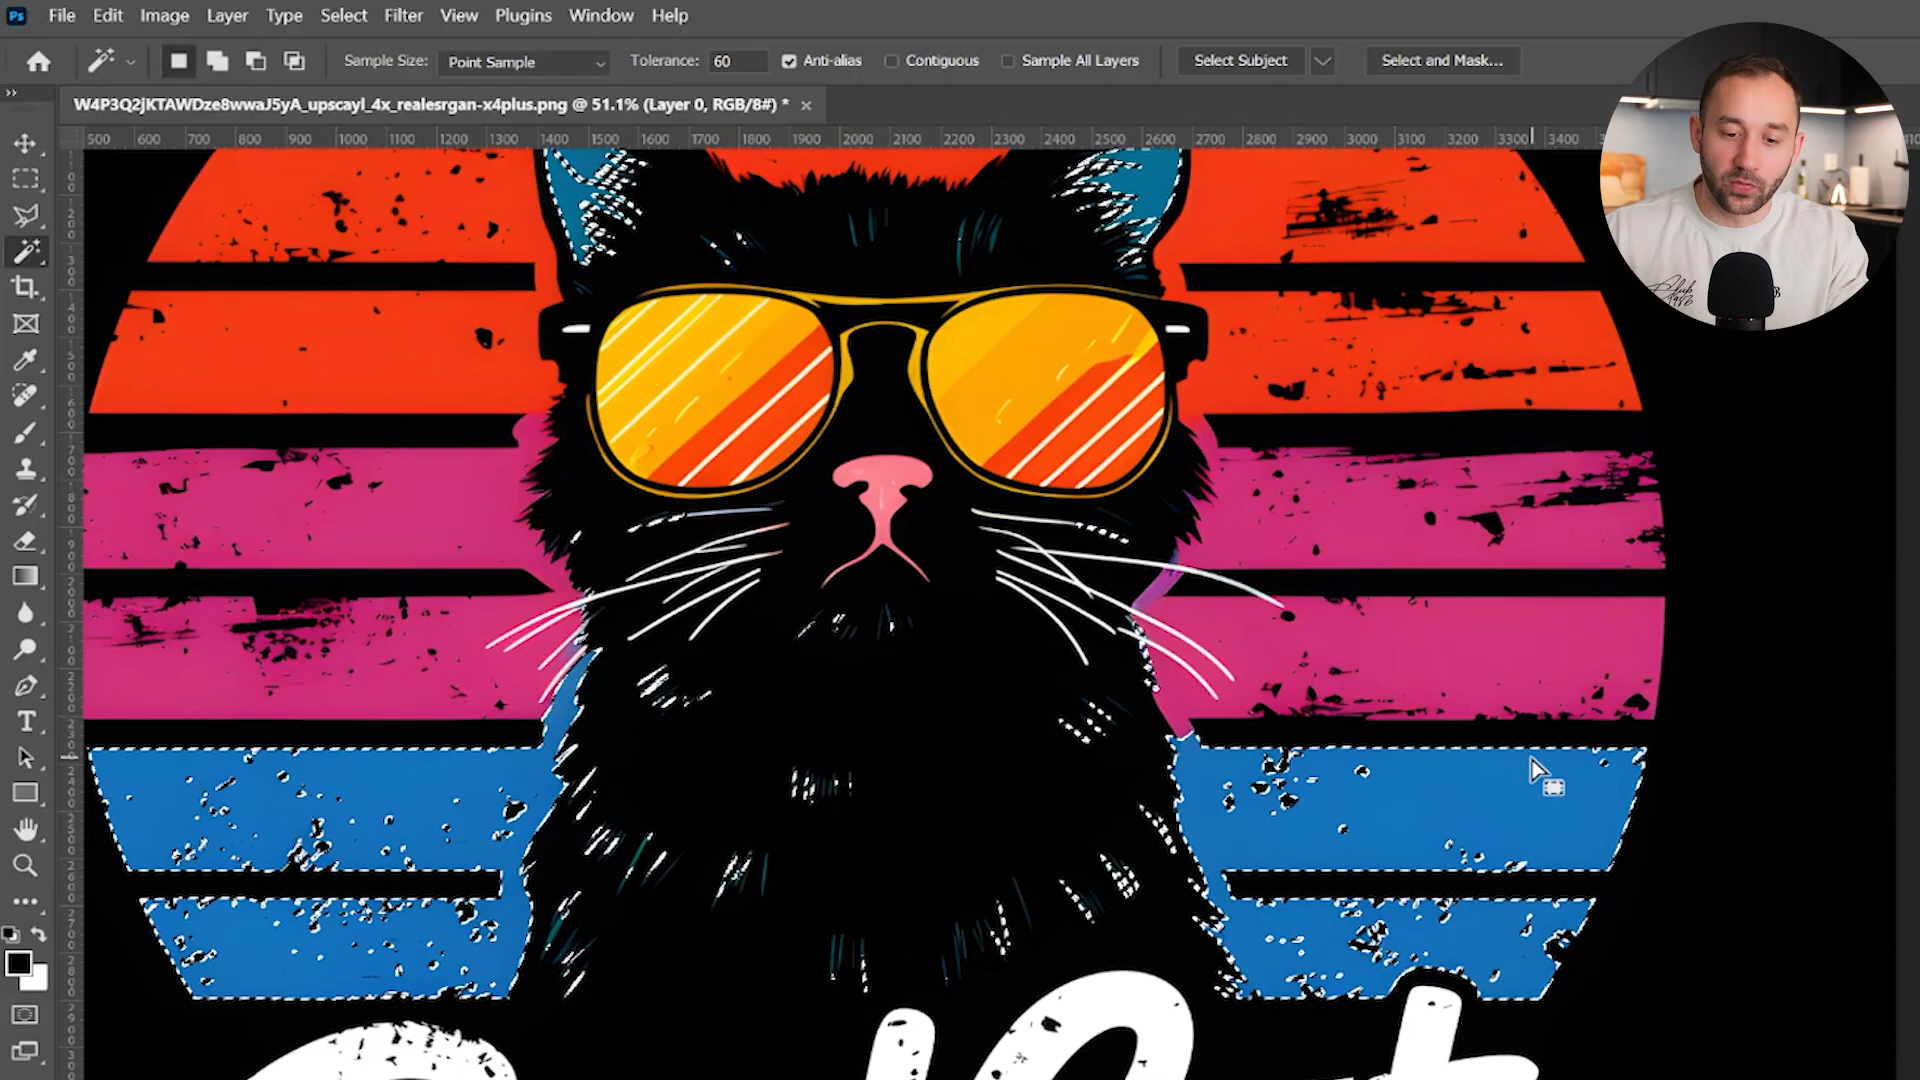 Ps File Edit Image Layer Type Select Filter View Plugins Window Help
Sample Size: Point Sample Tolerance: 60 Anti-alias Contiguous Sample All Layers Select Subject Select and Mask...
W4P3Q2jKTAWDze8wwaJ5yA_upscayl_4x_realesrgan-x4plus.png @ 51.1% (Layer 0, RGB/8#) *
500 600 700 800 900 1000 1100 1200 1300 1400 1500 1600 1700 1800 1900 2000 2100 2200 2300 2400 2500 2600 2700 2800 2900 3000 3100 3200 3300 3400
Club
1982